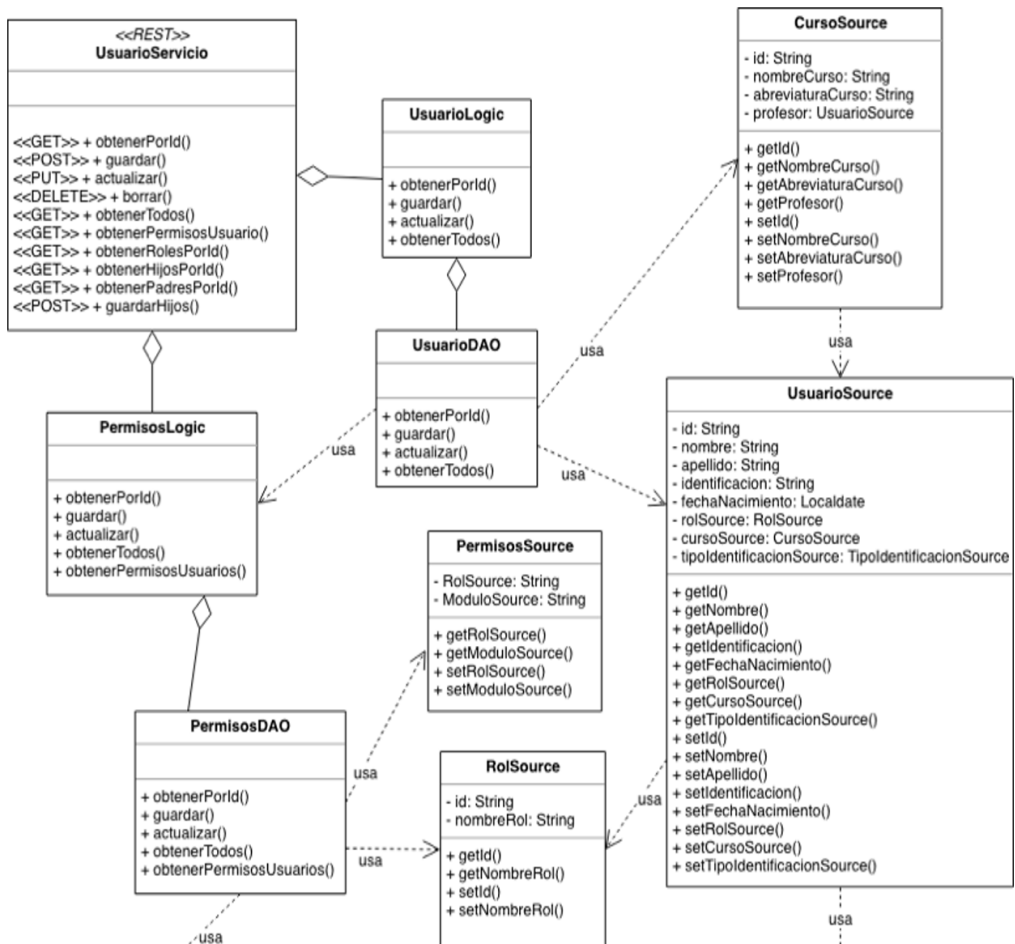 <<REST>>
UsuarioServicio
<<GET>> + obtenerPorId()
<<POST>> + guardar()
<<PUT>> + actualizar()
<<DELETE>> + borrar()
<<GET>> + obtenerTodos()
<<GET>> + obtenerPermisosUsuario()
<<GET>> + obtenerRolesPorId()
<<GET>> + obtenerHijosPorId()
<<GET>> + obtenerPadresPorId()
<<POST>> + guardarHijos()
UsuarioLogic
+ obtenerPorId()
+ guardar()
+ actualizar()
+ obtenerTodos()
CursoSource
- id: String
- nombreCurso: String
- abreviaturaCurso: String
- profesor: UsuarioSource
+ getId()
+ getNombreCurso()
+ getAbreviaturaCurso()
+ getProfesor()
+ setId()
+ setNombreCurso()
+ setAbreviaturaCurso()
+ setProfesor()
usa
usa
UsuarioDAO
+ obtenerPorId()
+ guardar()
+ actualizar()
+ obtenerTodos()
usa
usa
PermisosLogic
+ obtenerPorId()
+ guardar()
+ actualizar()
+ obtenerTodos()
+ obtenerPermisosUsuarios()
UsuarioSource
- id: String
- nombre: String
- apellido: String
- identificacion: String
- fechaNacimiento: Localdate
- rolSource: RolSource
- cursoSource: CursoSource
- tipoIdentificacionSource: TipoIdentificacionSource
+ getId()
+ getNombre()
+ getApellido()
+ getIdentificacion()
+ getFechaNacimiento()
+ getRolSource()
+ getCursoSource()
+ getTipoIdentificacionSource()
+ setId()
+ setNombre()
+ setApellido()
+ setIdentificacion()
+ setFechaNacimiento()
+ setRolSource()
+ setCursoSource()
+ setTipoIdentificacionSource()
PermisosSource
- RolSource: String
- ModuloSource: String
+ getRolSource()
+ getModuloSource()
+ setRolSource()
+ setModuloSource()
PermisosDAO
+ obtenerPorId()
+ guardar()
+ actualizar()
+ obtenerTodos()
+ obtenerPermisosUsuarios()
usa
usa
usa
RolSource
- id: String
- nombreRol: String
+ getId()
+ getNombreRol()
+ setId()
+ setNombreRol()
usa
usa